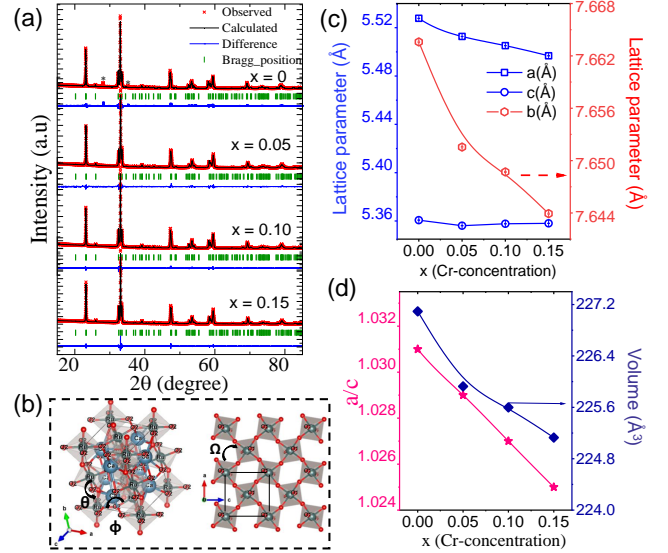 (a)
× Observed
Calculated
Difference
Bragg_position
x = 0
*
*
x = 0.05
x = 0.10
x = 0.15
Intensity (a.u)
20 30 40 50 60 70 80
2θ (degree)
(b)
θ
ϕ
b
a
c
Ω
a
c
(c)
5.52
5.48
5.44
5.40
5.36
Lattice parameter (Å)
a(Å)
c(Å)
b(Å)
7.668
7.662
7.656
7.650
7.644
Lattice parameter (Å)
0.00 0.05 0.10 0.15
x (Cr-concentration)
(d)
1.032
1.030
1.028
1.026
1.024
a/c
227.2
226.4
225.6
224.8
224.0
Volume (Å³)
0.00 0.05 0.10 0.15
x (Cr-concentration)